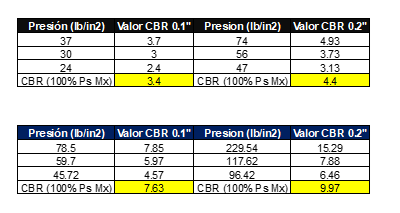 Presión (lb/in2) Valor CBR 0.1" Presion (lb/in2) Valor CBR 0.2"
37 3.7 74 4.93
30 3 56 3.73
24 2.4 47 3.13
CBR (100% Ps Mx) 3.4 CBR (100% Ps Mx) 4.4
Presión (lb/in2) Valor CBR 0.1" Presion (lb/in2) Valor CBR 0.2"
78.5 7.85 229.54 15.29
59.7 5.97 117.62 7.88
45.72 4.57 96.42 6.46
CBR (100% Ps Mx) 7.63 CBR (100% Ps Mx) 9.97